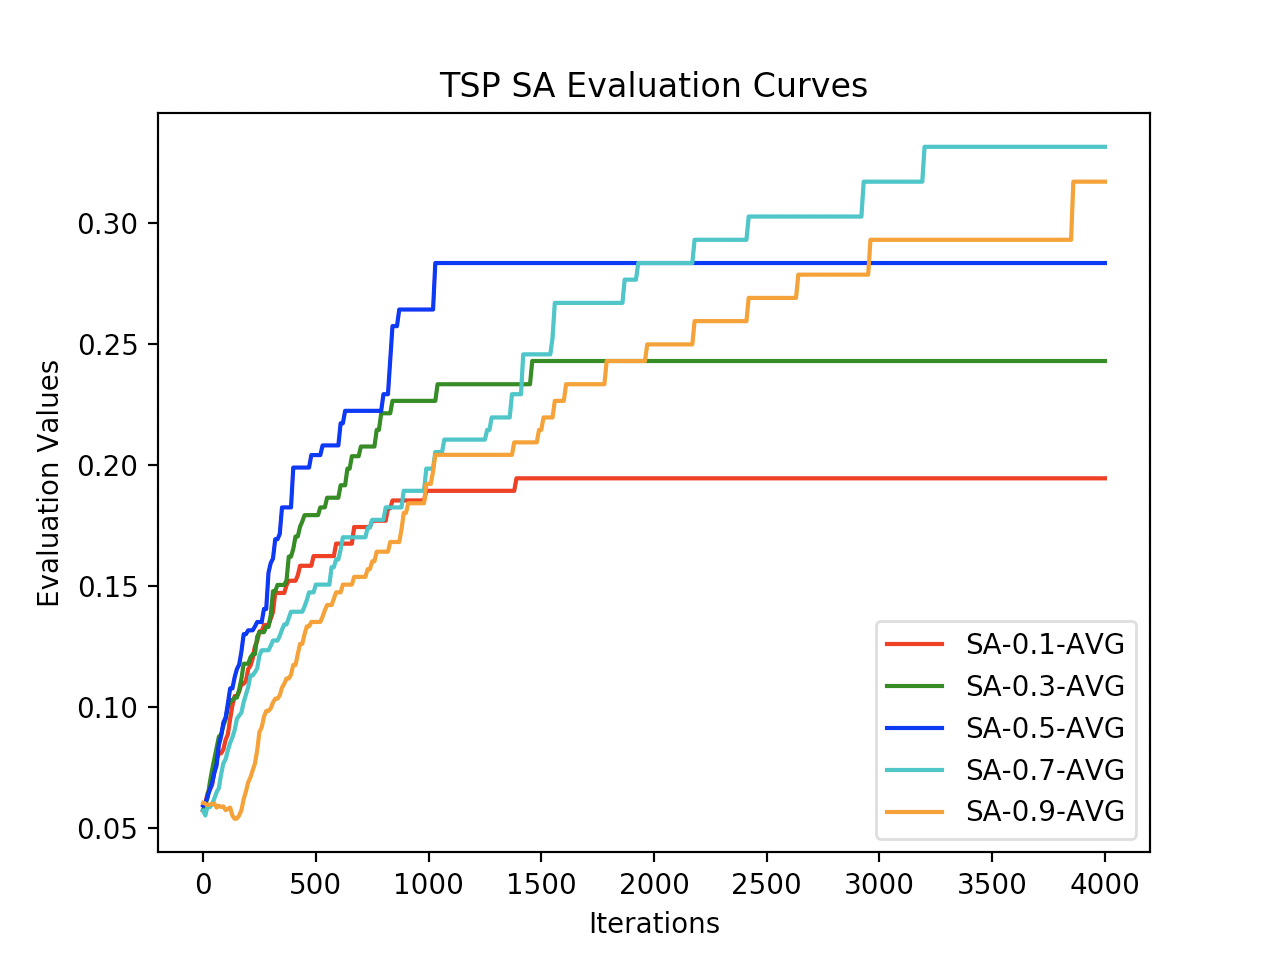 TSP SA Evaluation Curves
0.30
0.25
0.20
0.15
0.10
0.05
Evaluation Values
SA-0.1-AVG
SA-0.3-AVG
SA-0.5-AVG
SA-0.7-AVG
SA-0.9-AVG
0 500 1000 1500 2000 2500 3000 3500 4000
Iterations